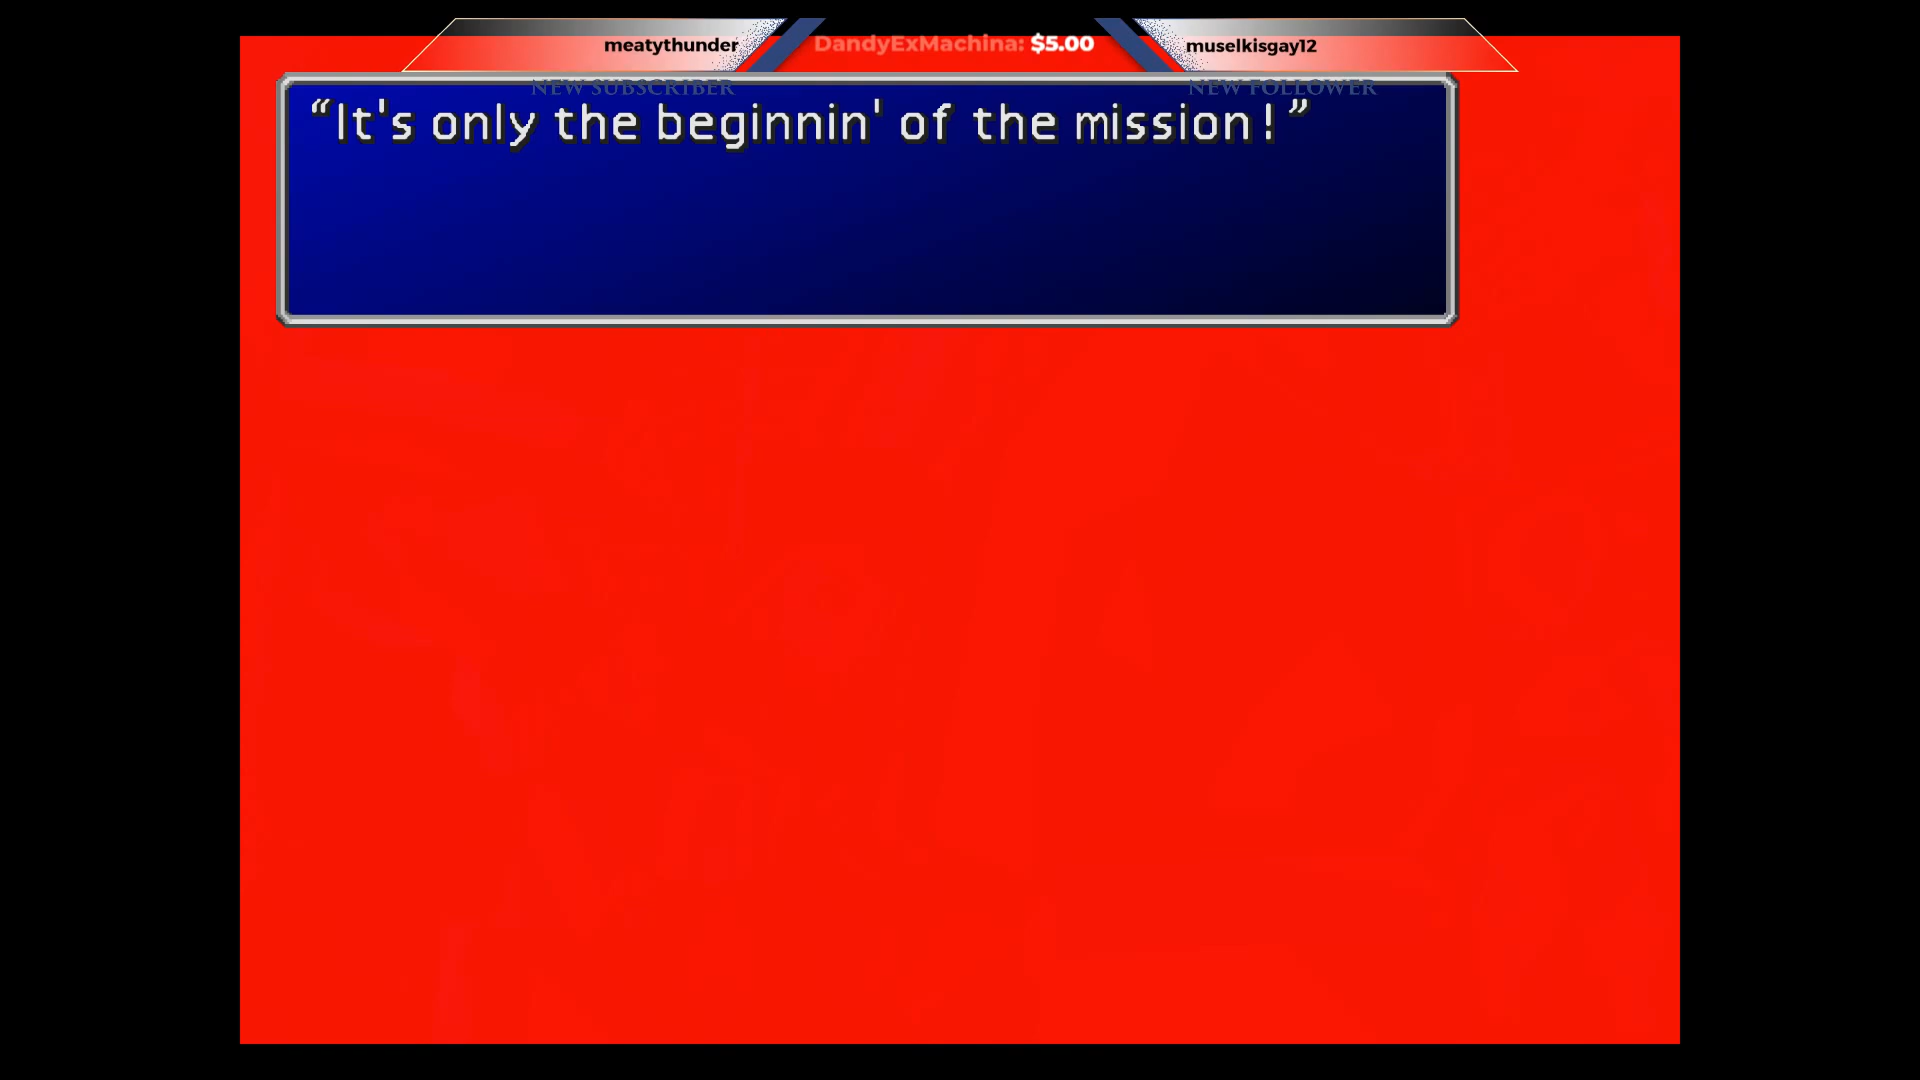 meatythunder
DandyExMachina: $5.00
muselkisgay12
NEW SUBSCRIBER
NEW FOLLOWER
“It's only the beginnin' of the mission!”